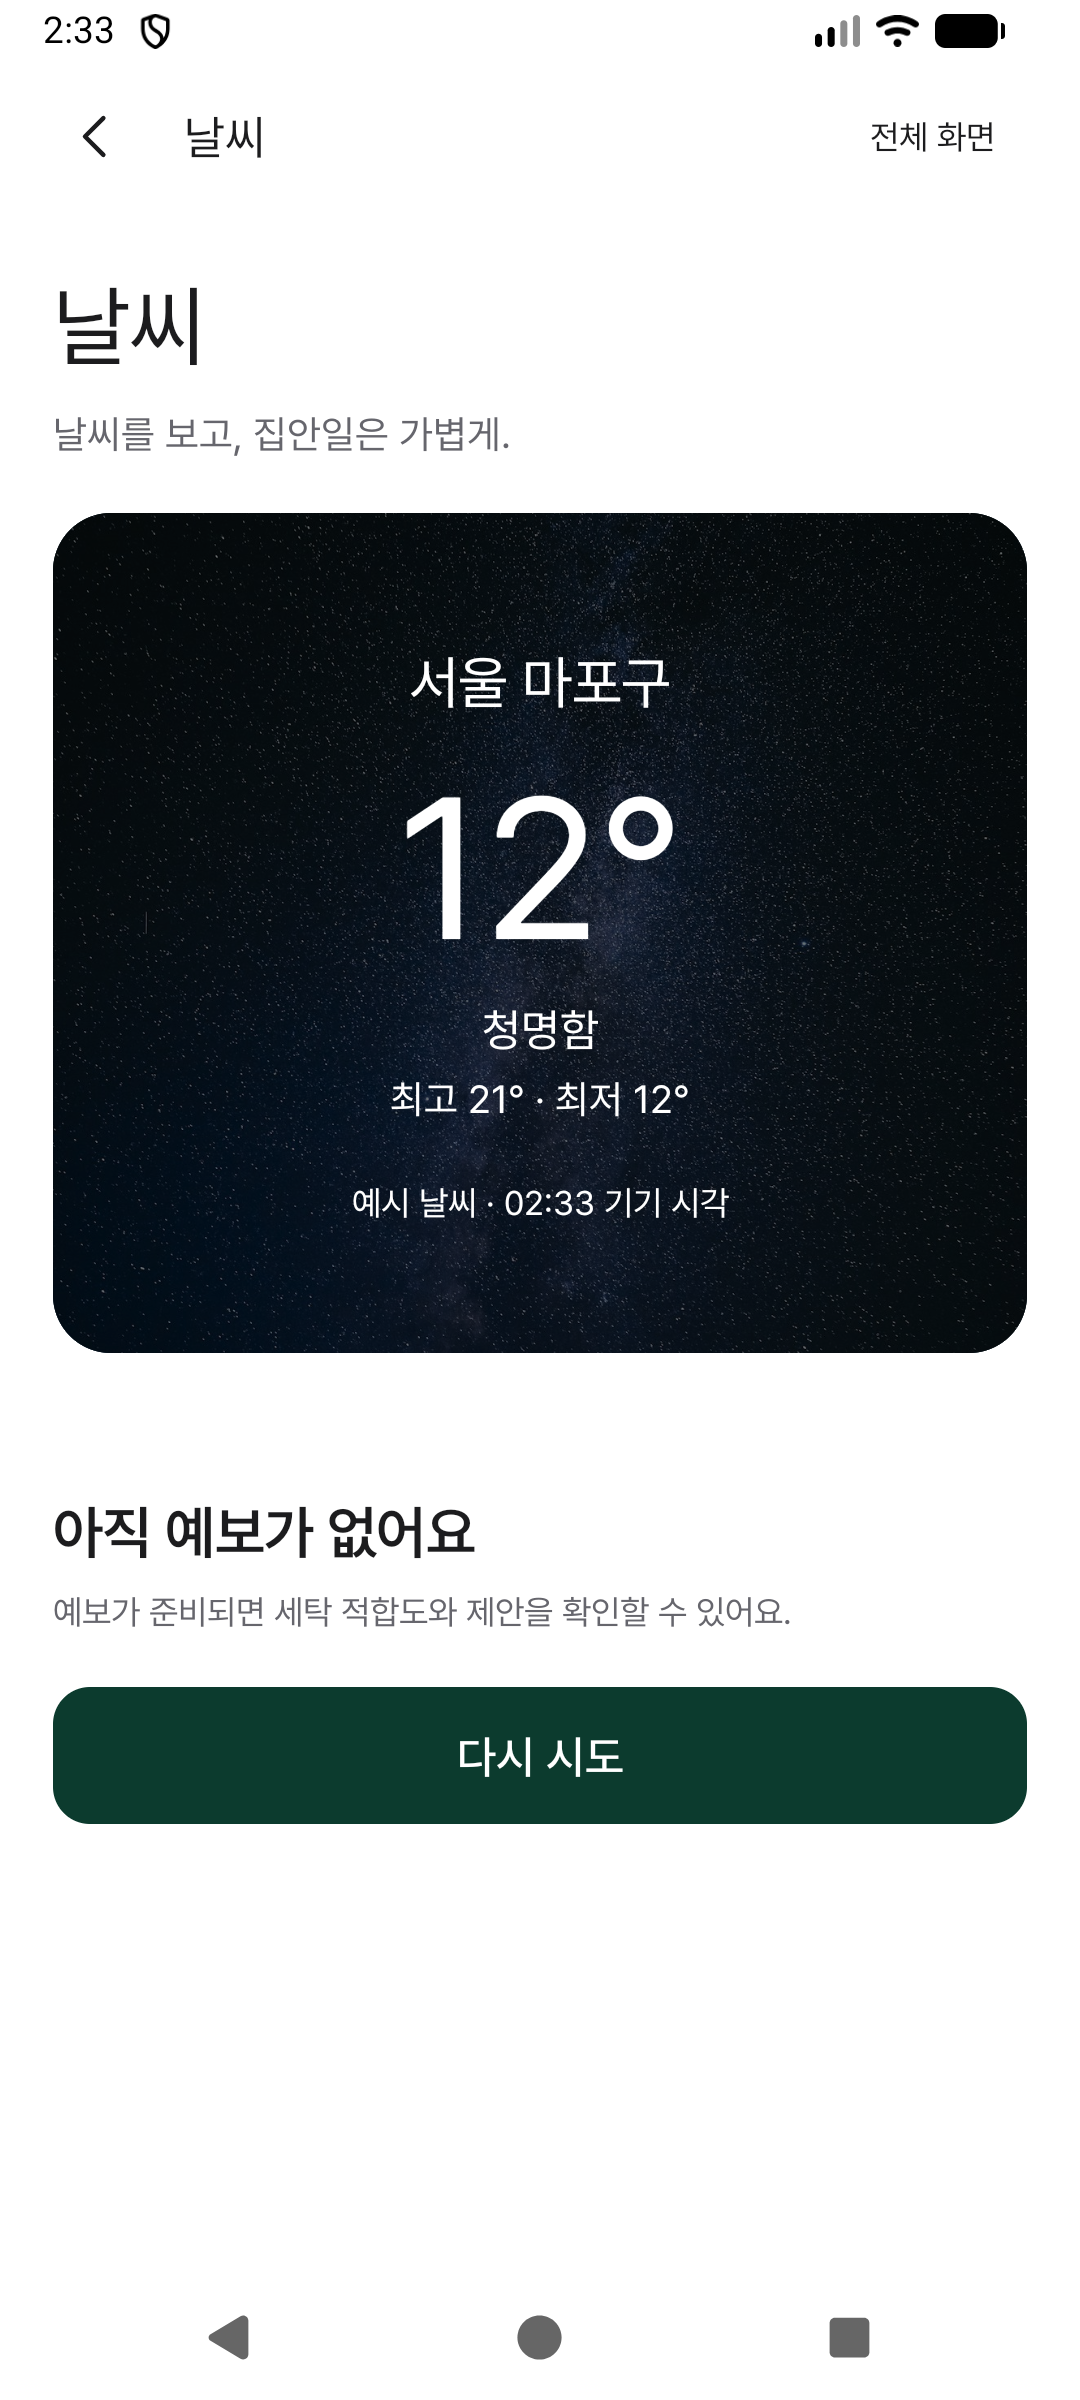 2:33
날씨
전체 화면
날씨
날씨를 보고, 집안일은 가볍게.
서울 마포구
12°
청명함
최고 21° · 최저 12°
예시 날씨 · 02:33 기기 시각
아직 예보가 없어요
예보가 준비되면 세탁 적합도와 제안을 확인할 수 있어요.
다시 시도